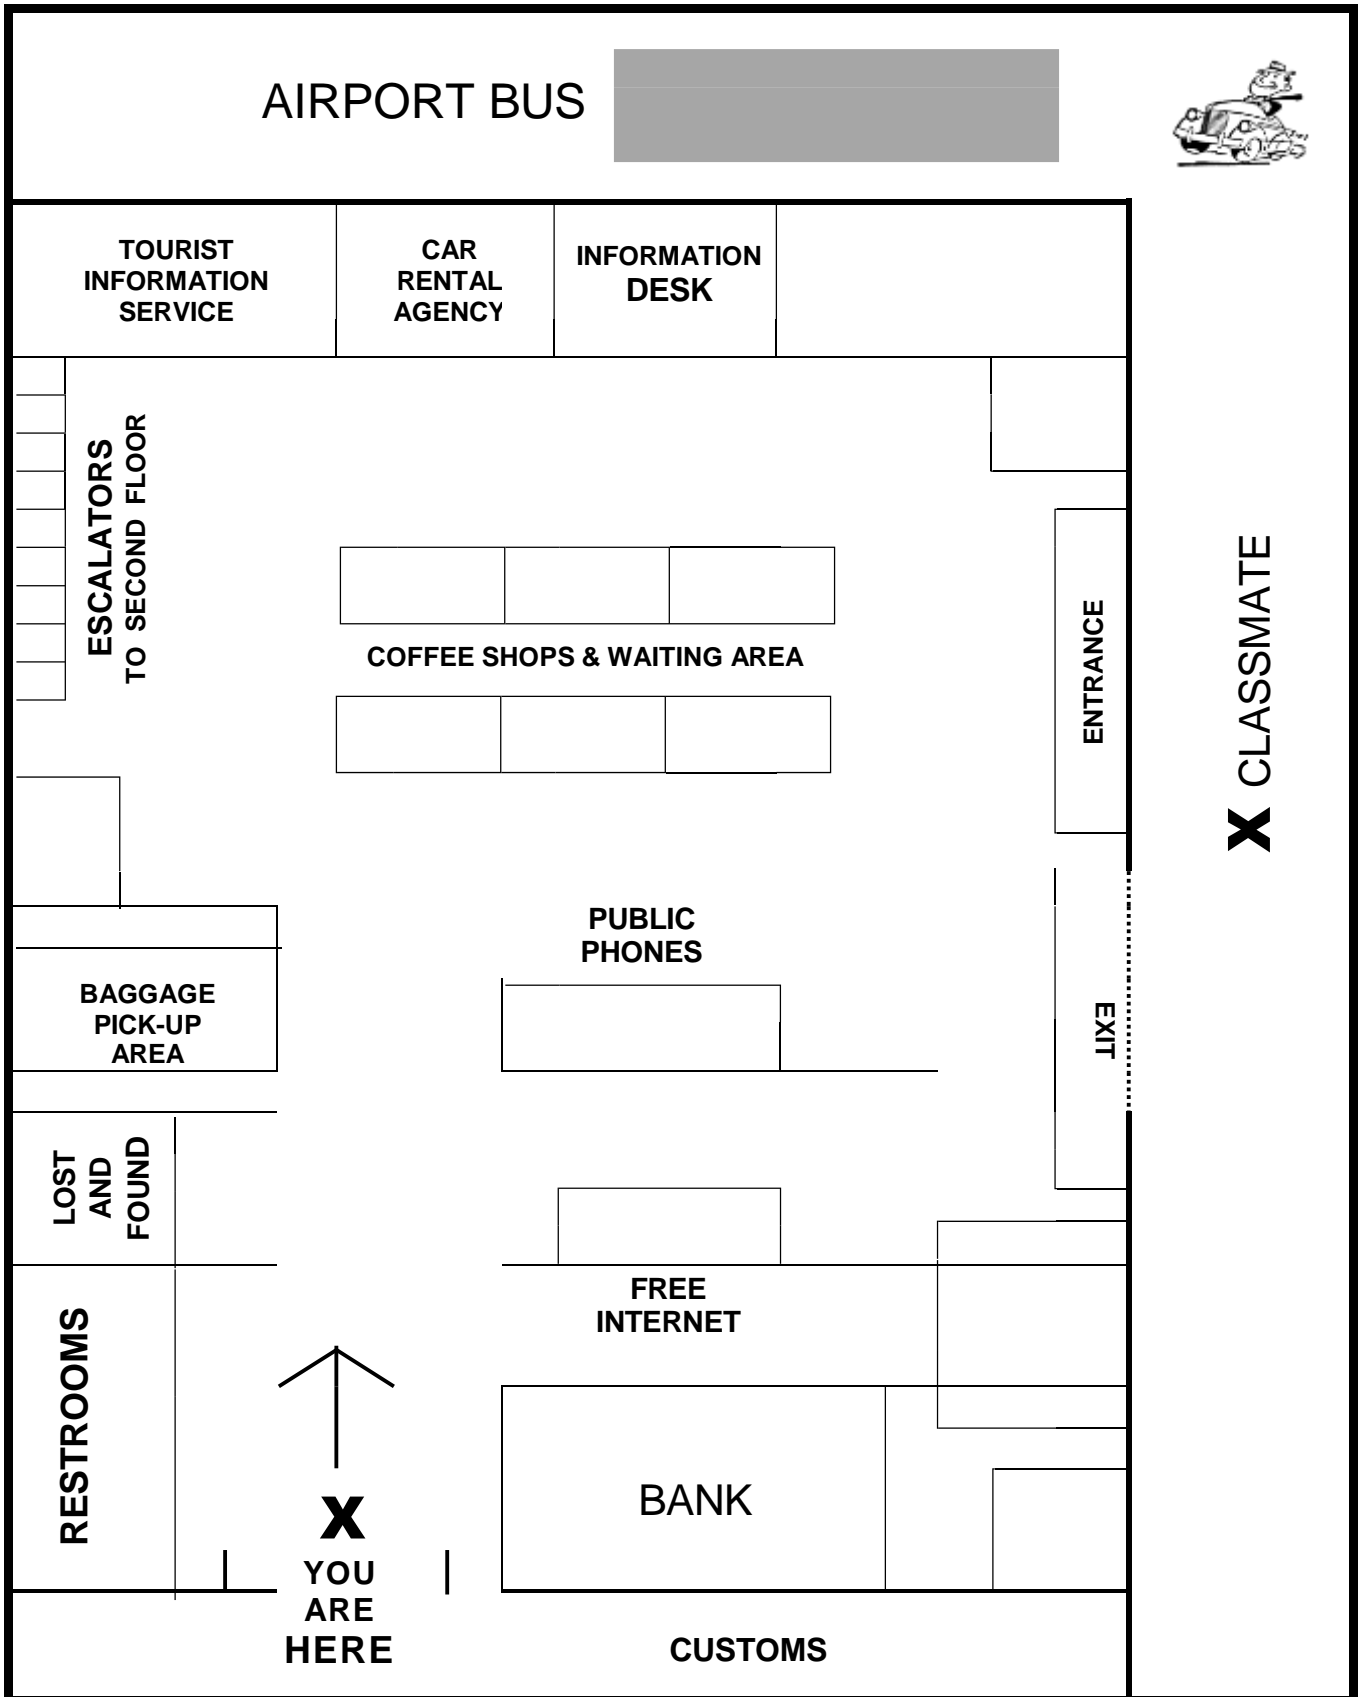 AIRPORT BUS
TOURIST
INFORMATION
SERVICE
CAR
RENTAL
AGENCY
INFORMATION
DESK
ESCALATORS
TO SECOND FLOOR
COFFEE SHOPS & WAITING AREA
ENTRANCE
X CLASSMATE
PUBLIC
PHONES
BAGGAGE
PICK-UP
AREA
EXIT
LOST
AND
FOUND
FREE
INTERNET
RESTROOMS
BANK
X
YOU
ARE
HERE
CUSTOMS